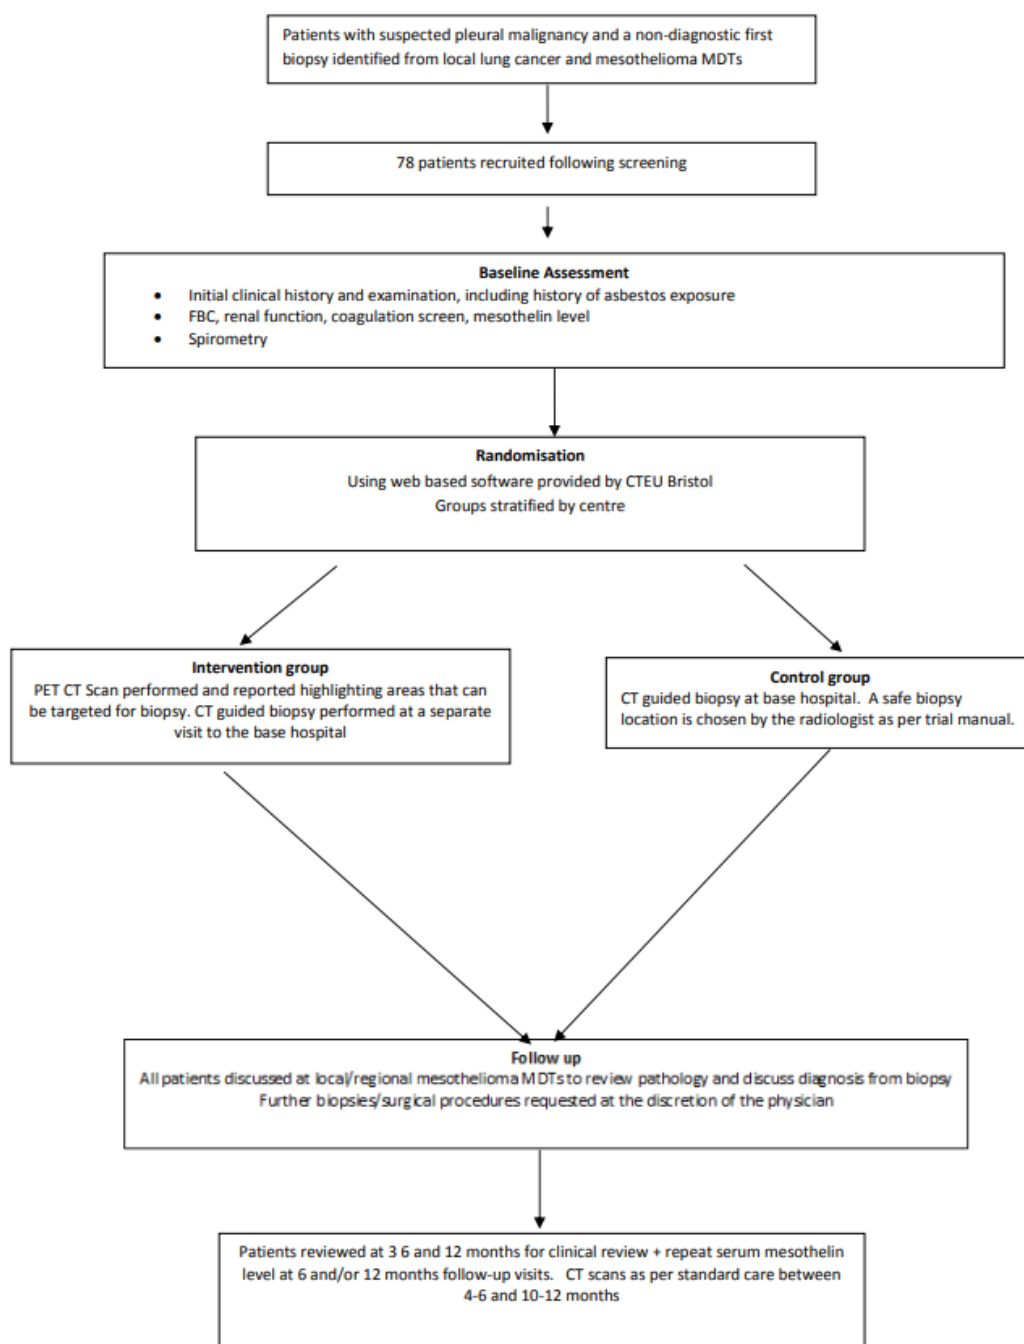 Patients with suspected pleural malignancy and a non-diagnostic first
biopsy identified from local lung cancer and mesothelioma MDTs
78 patients recruited following screening
Baseline Assessment
• Initial clinical history and examination, including history of asbestos exposure
• FBC, renal function, coagulation screen, mesothelin level
• Spirometry
Randomisation
Using web based software provided by CTEU Bristol
Groups stratified by centre
Intervention group
PET CT Scan performed and reported highlighting areas that can
be targeted for biopsy. CT guided biopsy performed at a separate
visit to the base hospital
Control group
CT guided biopsy at base hospital. A safe biopsy
location is chosen by the radiologist as per trial manual.
Follow up
All patients discussed at local/regional mesothelioma MDTs to review pathology and discuss diagnosis from biopsy
Further biopsies/surgical procedures requested at the discretion of the physician
Patients reviewed at 3 6 and 12 months for clinical review + repeat serum mesothelin
level at 6 and/or 12 months follow-up visits. CT scans as per standard care between
4-6 and 10-12 months